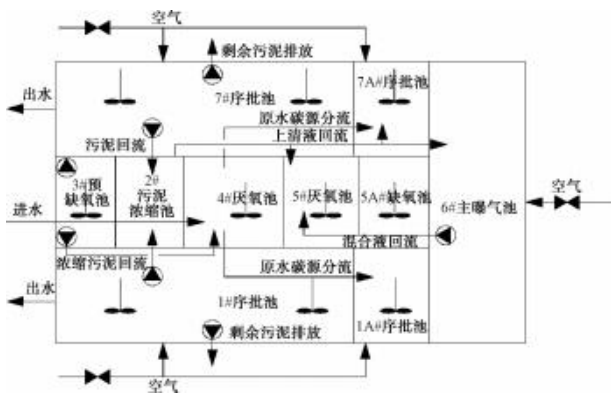 空气
剩余污泥排放
出水
7#序批池
7A#序批池
原水碳源分流
污泥回流
上清液回流
3#预
缺氧池
2#
污泥
浓缩池
4#厌氧池
5#厌氧池
5A#缺氧池
6#主曝气池
空气
进水
混合液回流
浓缩污泥回流
原水碳源分流
出水
1#序批池
1A#序批池
剩余污泥排放
空气